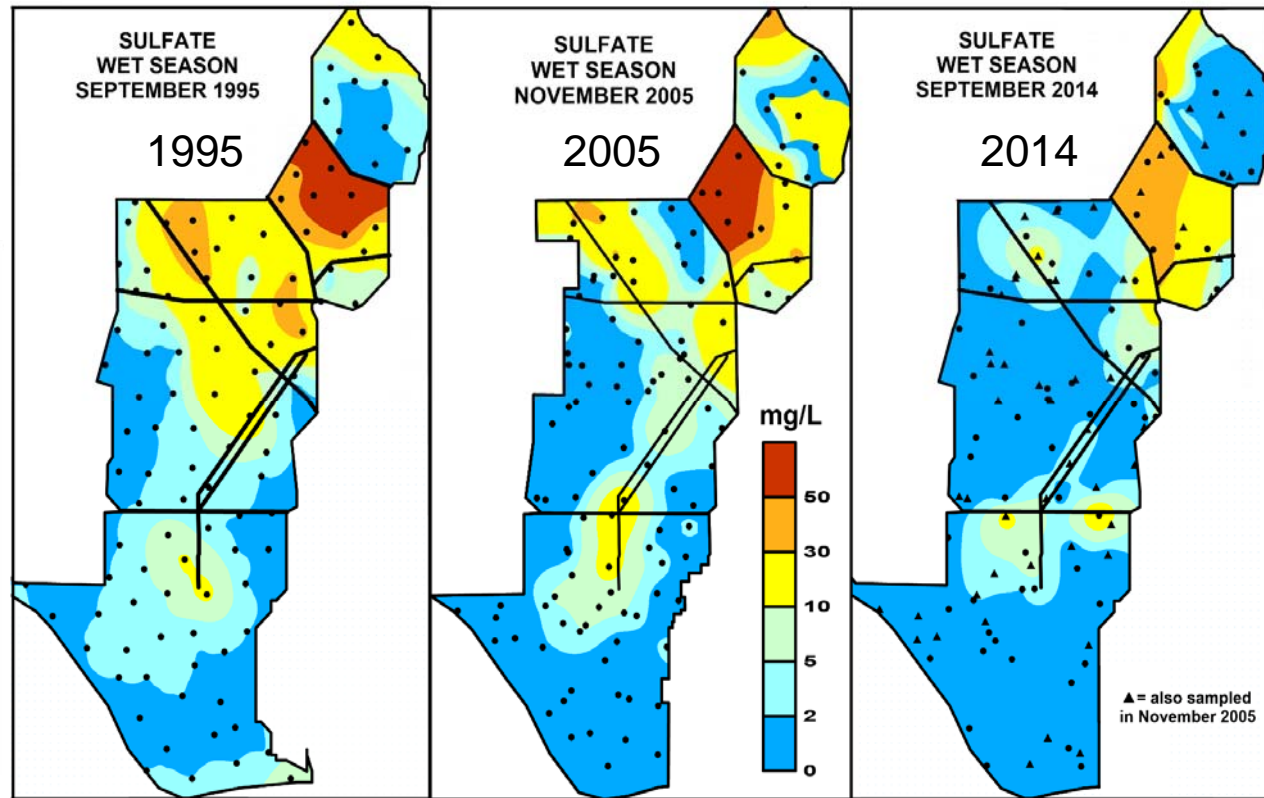 SULFATE
WET SEASON
SEPTEMBER 1995
1995
SULFATE
WET SEASON
NOVEMBER 2005
2005
mg/L
50
30
10
5
2
0
SULFATE
WET SEASON
SEPTEMBER 2014
2014
▲= also sampled
in November 2005